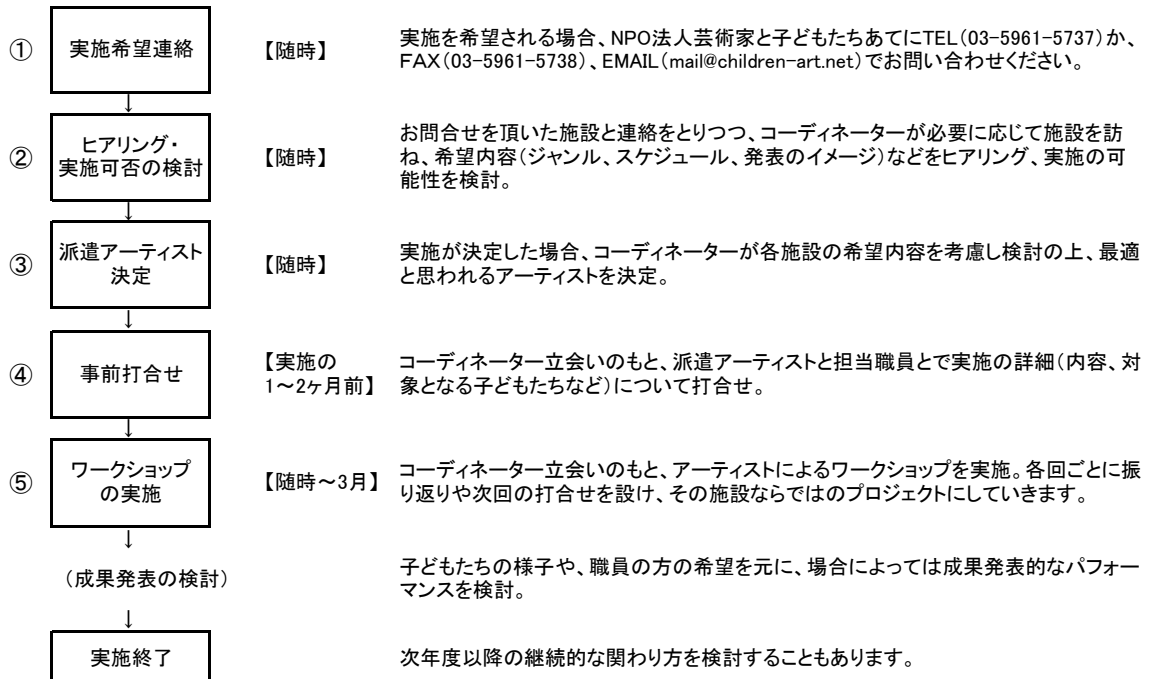 ①
実施希望連絡
【随時】
実施を希望される場合、NPO法人芸術家と子どもたちあてにTEL(03-5961-5737)か、
FAX(03-5961-5738)、EMAIL(mail@children-art.net)でお問い合わせください。
↓
②
ヒアリング・
実施可否の検討
【随時】
お問合せを頂いた施設と連絡をとりつつ、コーディネーターが必要に応じて施設を訪
ね、希望内容(ジャンル、スケジュール、発表のイメージ)などをヒアリング、実施の可
能性を検討。
↓
③
派遣アーティスト
決定
【随時】
実施が決定した場合、コーディネーターが各施設の希望内容を考慮し検討の上、最適
と思われるアーティストを決定。
↓
④
事前打合せ
【実施の
1～2ヶ月前】
コーディネーター立会いのもと、派遣アーティストと担当職員とで実施の詳細(内容、対
象となる子どもたちなど)について打合せ。
↓
⑤
ワークショップ
の実施
【随時～3月】
コーディネーター立会いのもと、アーティストによるワークショップを実施。各回ごとに振
り返りや次回の打合せを設け、その施設ならではのプロジェクトにしていきます。
↓
(成果発表の検討)
子どもたちの様子や、職員の方の希望を元に、場合によっては成果発表的なパフォー
マンスを検討。
↓
実施終了
次年度以降の継続的な関わり方を検討することもあります。